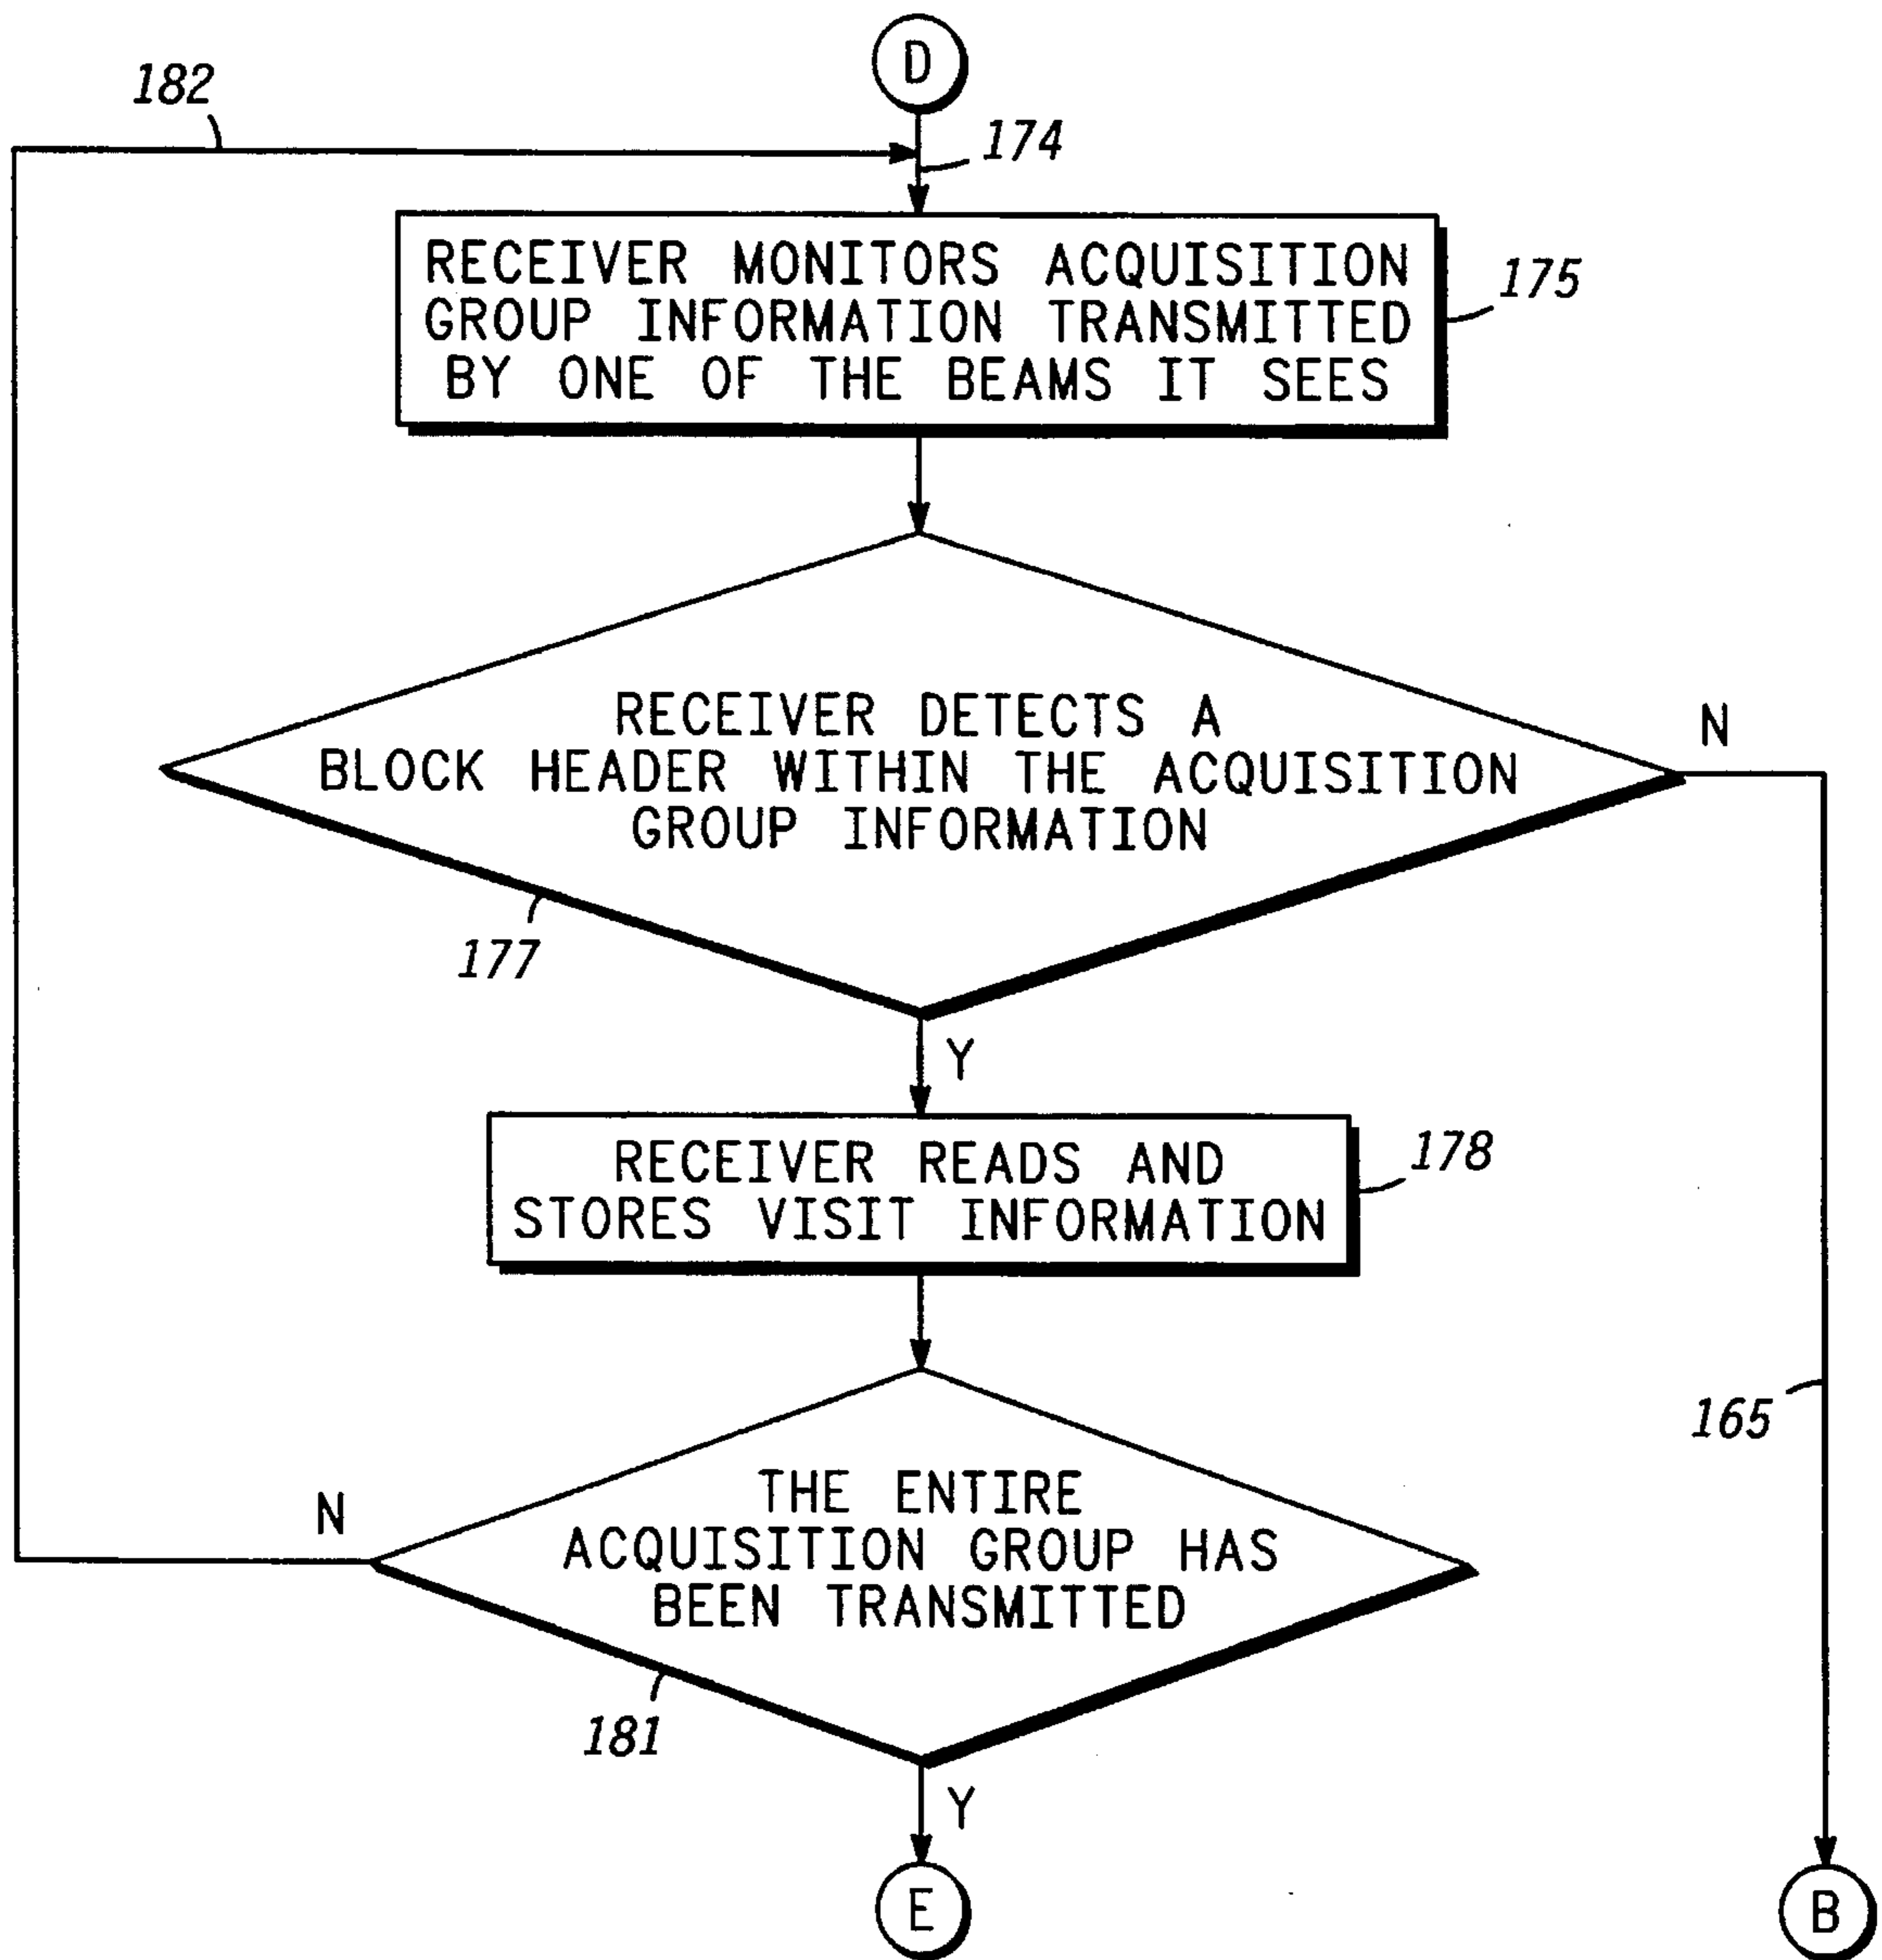 D
182
174
RECEIVER MONITORS ACQUISITION
GROUP INFORMATION TRANSMITTED
BY ONE OF THE BEAMS IT SEES
175
RECEIVER DETECTS A
BLOCK HEADER WITHIN THE ACQUISITION
GROUP INFORMATION
N
177
Y
RECEIVER READS AND
STORES VISIT INFORMATION
178
165
THE ENTIRE
ACQUISITION GROUP HAS
BEEN TRANSMITTED
N
181
Y
E
B